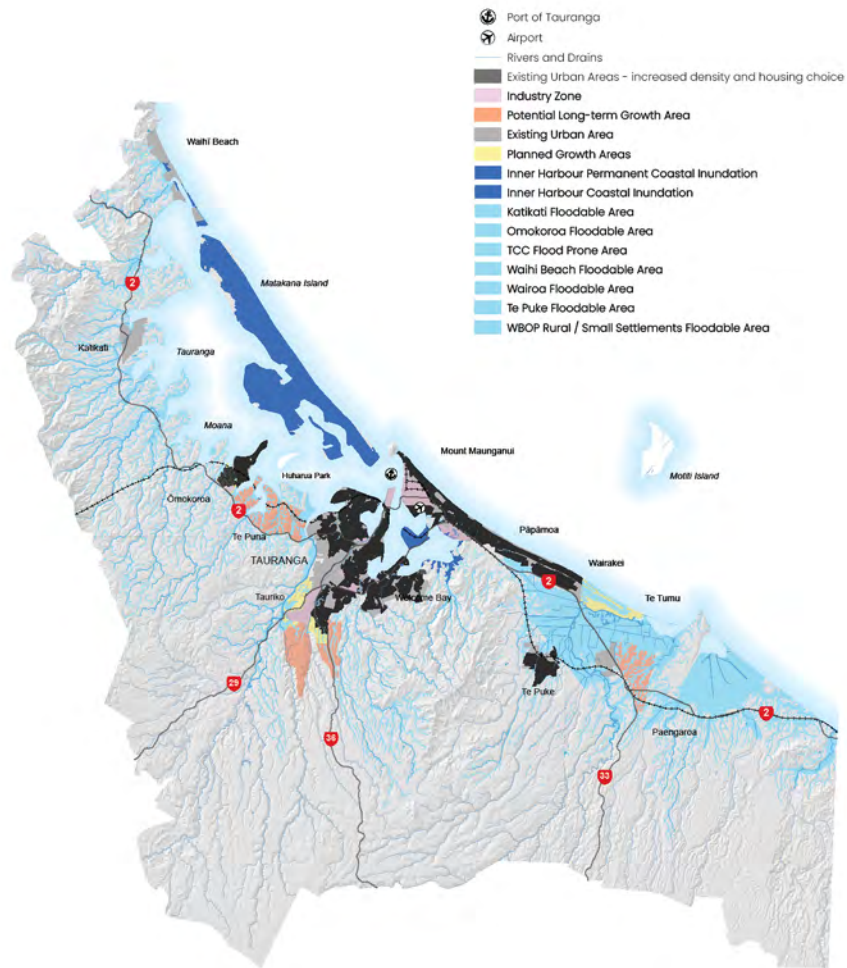 Port of Tauranga
Airport
Rivers and Drains
Existing Urban Areas - increased density and housing choice
Industry Zone
Potential Long-term Growth Area
Existing Urban Area
Planned Growth Areas
Inner Harbour Permanent Coastal Inundation
Inner Harbour Coastal Inundation
Katikati Floodable Area
Omokoroa Floodable Area
TCC Flood Prone Area
Waihi Beach Floodable Area
Wairoa Floodable Area
Te Puke Floodable Area
WBOP Rural / Small Settlements Floodable Area
Waihī Beach
2
Matakana Island
Katikati
Tauranga
Moana
Mount Maunganui
Motiti Island
Huharua Park
Ōmokoroa
2
Te Puna
Pāpāmoa
TAURANGA
Wairakei
2
Tauriko
Welcome Bay
Te Tumu
29
Te Puke
2
Paengaroa
36
33